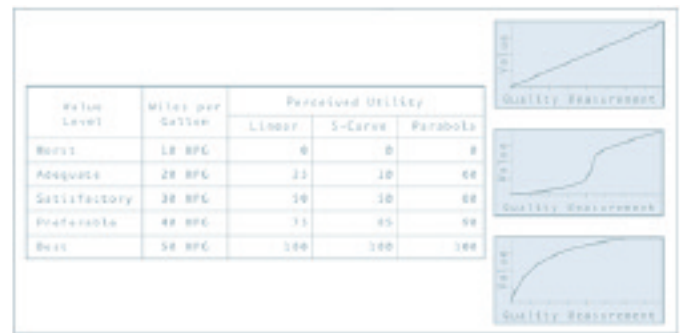 Value Level
Miles per Gallon
Perceived Utility
Linear S-Curve Parabola
Worst 10 MPG 0 0 0
Adequate 20 MPG 25 10 60
Satisfactory 30 MPG 50 50 80
Preferable 40 MPG 75 85 90
Best 50 MPG 100 100 100
Value
Quality Measurement
Value
Quality Measurement
Value
Quality Measurement